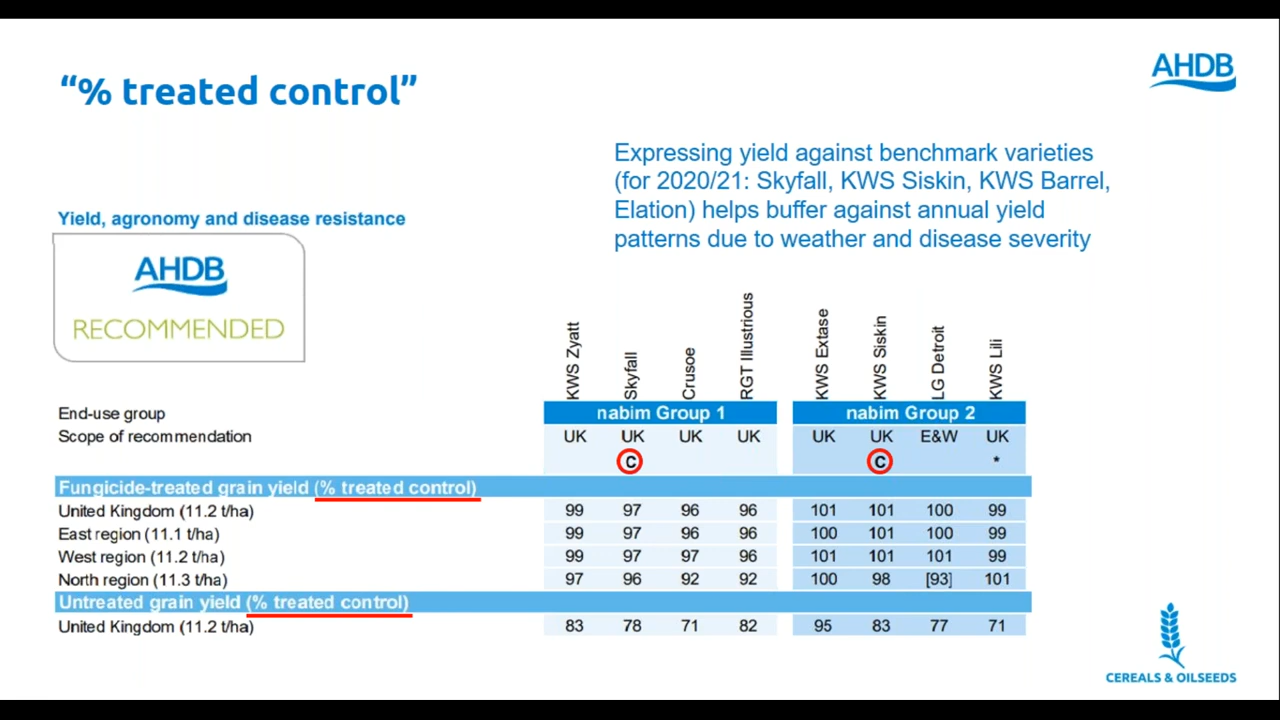 “% treated control”
AHDB
Expressing yield against benchmark varieties
(for 2020/21: Skyfall, KWS Siskin, KWS Barrel,
Elation) helps buffer against annual yield
patterns due to weather and disease severity
Yield, agronomy and disease resistance
AHDB
RECOMMENDED
KWS Zyatt Skyfall Crusoe RGT Illustrious KWS Extase KWS Siskin LG Detroit KWS Lili
End-use group nabim Group 1 nabim Group 2
Scope of recommendation UK UK UK UK UK UK E&W UK
C C *
Fungicide-treated grain yield (% treated control)
United Kingdom (11.2 t/ha) 99 97 96 96 101 101 100 99
East region (11.1 t/ha) 99 97 96 96 100 101 100 99
West region (11.2 t/ha) 99 97 97 96 101 101 101 99
North region (11.3 t/ha) 97 96 92 92 100 98 [93] 101
Untreated grain yield (% treated control)
United Kingdom (11.2 t/ha) 83 78 71 82 95 83 77 71
CEREALS & OILSEEDS